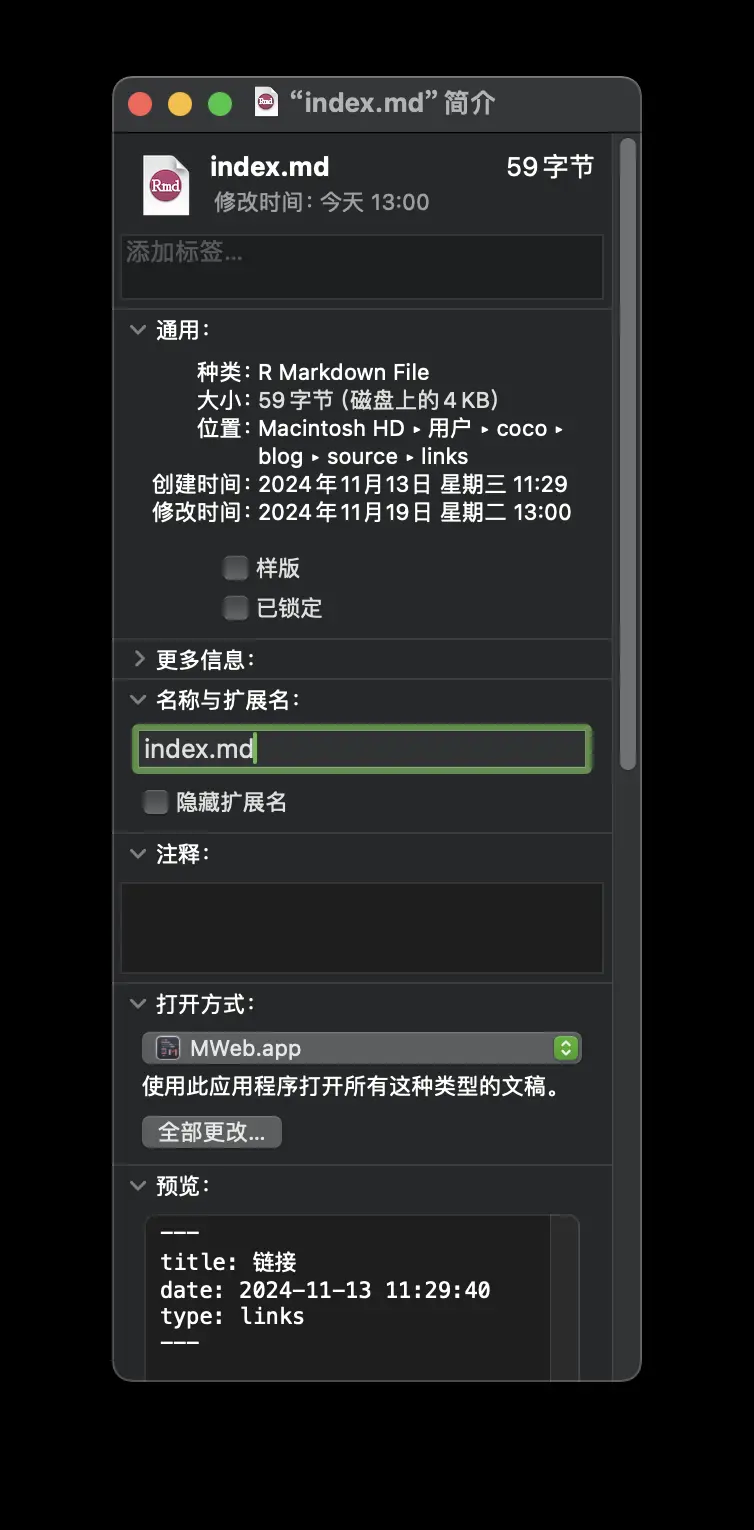 “index.md” 简介
Rmd
index.md
59 字节
修改时间: 今天 13:00
添加标签...
通用:
种类: R Markdown File
大小: 59 字节 (磁盘上的 4 KB)
位置: Macintosh HD ▸ 用户 ▸ coco ▸
blog ▸ source ▸ links
创建时间: 2024年11月13日 星期三 11:29
修改时间: 2024年11月19日 星期二 13:00
样版
已锁定
更多信息:
名称与扩展名:
index.md
隐藏扩展名
注释:
打开方式:
MWeb.app
使用此应用程序打开所有这种类型的文稿。
全部更改...
预览:
---
title: 链接
date: 2024-11-13 11:29:40
type: links
---